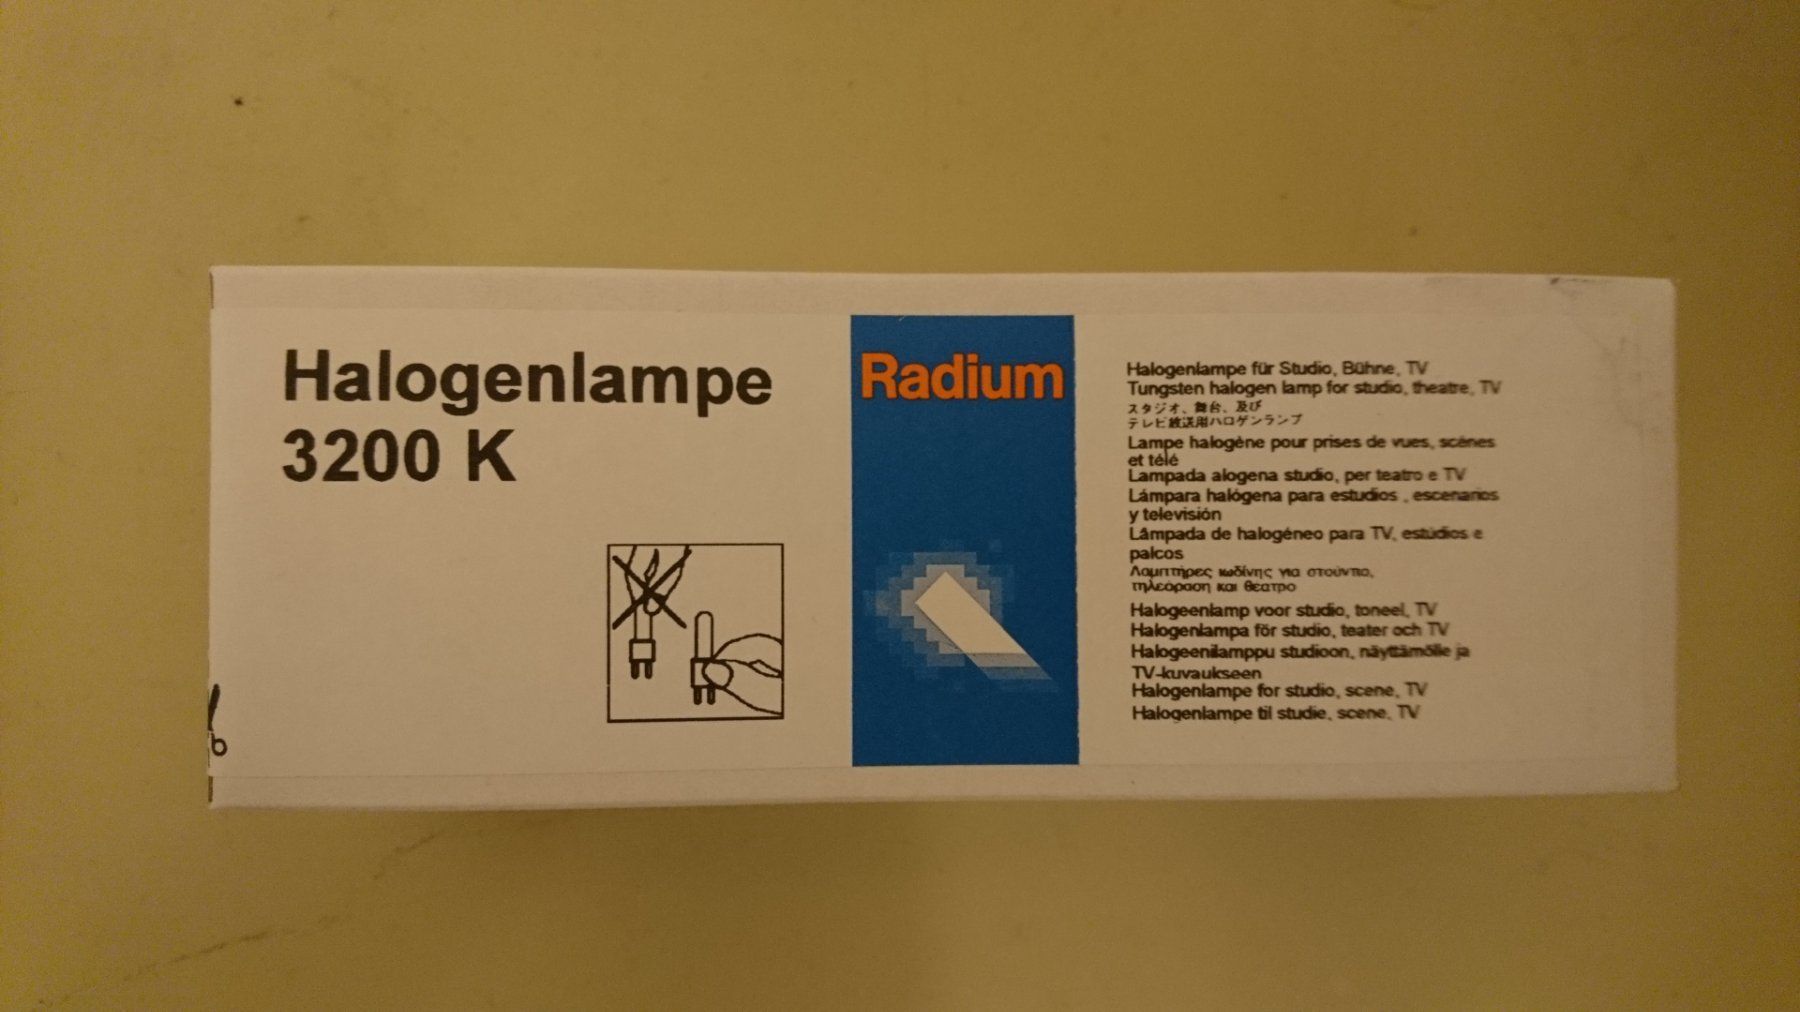 Halogenlampe
3200 K
Radium
Halogenlampe für Studio, Bühne, TV
Tungsten halogen lamp for studio, theatre, TV
スタジオ、舞台、及び
テレビ放送用ハロゲンランプ
Lampe halogène pour prises de vues, scènes
et télé
Lampada alogena studio, per teatro e TV
Lámpara halógena para estudios , escenarios
y televisión
Lâmpada de halogéneo para TV, estúdios e
palcos
Λαμπτήρες ιωδίνης για στούντιο,
τηλεόραση και θέατρο
Halogeenlamp voor studio, toneel, TV
Halogenlampa för studio, teater och TV
Halogeenilamppu studioon, näyttämölle ja
TV-kuvaukseen
Halogenlampe for studio, scene, TV
Halogenlampe til studie, scene, TV